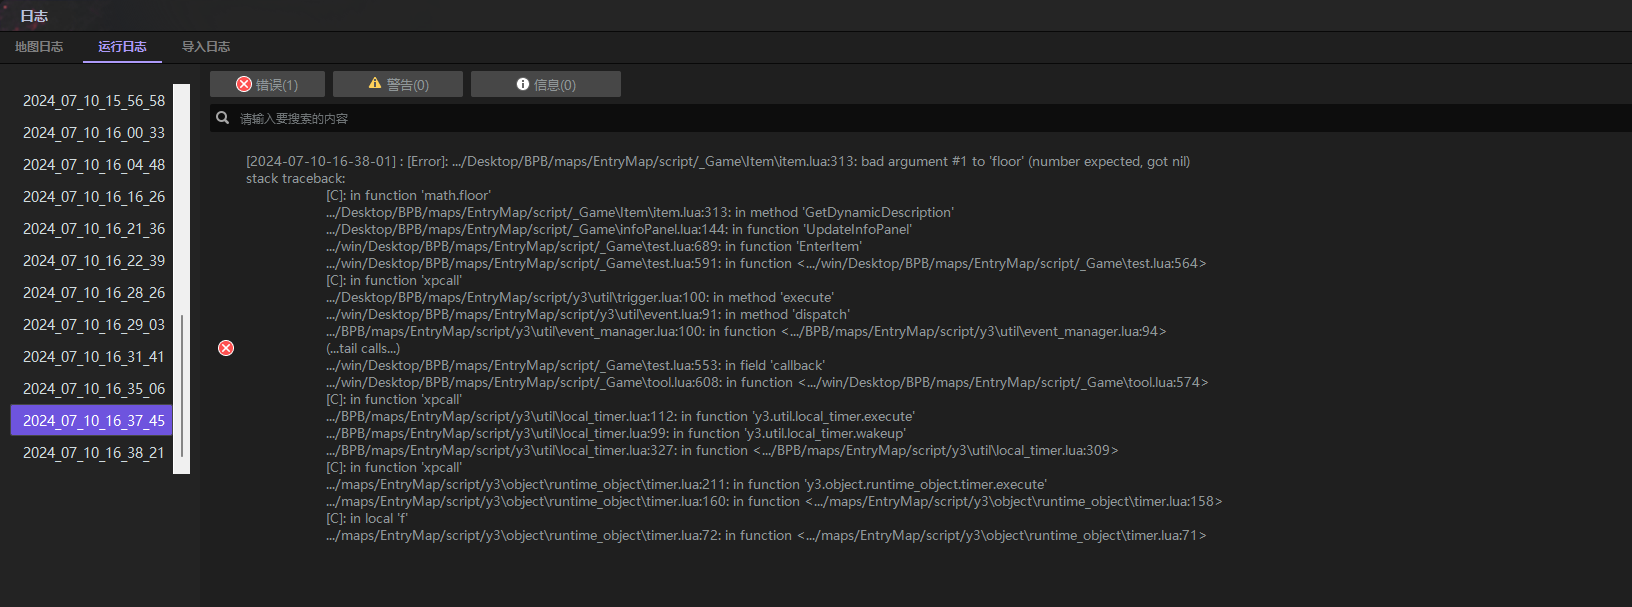 日志
地图日志 运行日志 导入日志
错误(1) 警告(0) 信息(0)
请输入要搜索的内容
2024_07_10_15_56_58
2024_07_10_16_00_33
2024_07_10_16_04_48
2024_07_10_16_16_26
2024_07_10_16_21_36
2024_07_10_16_22_39
2024_07_10_16_28_26
2024_07_10_16_29_03
2024_07_10_16_31_41
2024_07_10_16_35_06
2024_07_10_16_37_45
2024_07_10_16_38_21
[2024-07-10-16-38-01] : [Error]: .../Desktop/BPB/maps/EntryMap/script/_Game\Item\item.lua:313: bad argument #1 to 'floor' (number expected, got nil)
stack traceback:
[C]: in function 'math.floor'
.../Desktop/BPB/maps/EntryMap/script/_Game\Item\item.lua:313: in method 'GetDynamicDescription'
.../Desktop/BPB/maps/EntryMap/script/_Game\infoPanel.lua:144: in function 'UpdateInfoPanel'
.../win/Desktop/BPB/maps/EntryMap/script/_Game\test.lua:689: in function 'EnterItem'
.../win/Desktop/BPB/maps/EntryMap/script/_Game\test.lua:591: in function <.../win/Desktop/BPB/maps/EntryMap/script/_Game\test.lua:564>
[C]: in function 'xpcall'
.../Desktop/BPB/maps/EntryMap/script/y3\util\trigger.lua:100: in method 'execute'
.../win/Desktop/BPB/maps/EntryMap/script/y3\util\event.lua:91: in method 'dispatch'
.../BPB/maps/EntryMap/script/y3\util\event_manager.lua:100: in function <.../BPB/maps/EntryMap/script/y3\util\event_manager.lua:94>
(...tail calls...)
.../win/Desktop/BPB/maps/EntryMap/script/_Game\test.lua:553: in field 'callback'
.../win/Desktop/BPB/maps/EntryMap/script/_Game\tool.lua:608: in function <.../win/Desktop/BPB/maps/EntryMap/script/_Game\tool.lua:574>
[C]: in function 'xpcall'
.../BPB/maps/EntryMap/script/y3\util\local_timer.lua:112: in function 'y3.util.local_timer.execute'
.../BPB/maps/EntryMap/script/y3\util\local_timer.lua:99: in function 'y3.util.local_timer.wakeup'
.../BPB/maps/EntryMap/script/y3\util\local_timer.lua:327: in function <.../BPB/maps/EntryMap/script/y3\util\local_timer.lua:309>
[C]: in function 'xpcall'
.../maps/EntryMap/script/y3\object\runtime_object\timer.lua:211: in function 'y3.object.runtime_object.timer.execute'
.../maps/EntryMap/script/y3\object\runtime_object\timer.lua:160: in function <.../maps/EntryMap/script/y3\object\runtime_object\timer.lua:158>
[C]: in local 'f'
.../maps/EntryMap/script/y3\object\runtime_object\timer.lua:72: in function <.../maps/EntryMap/script/y3\object\runtime_object\timer.lua:71>